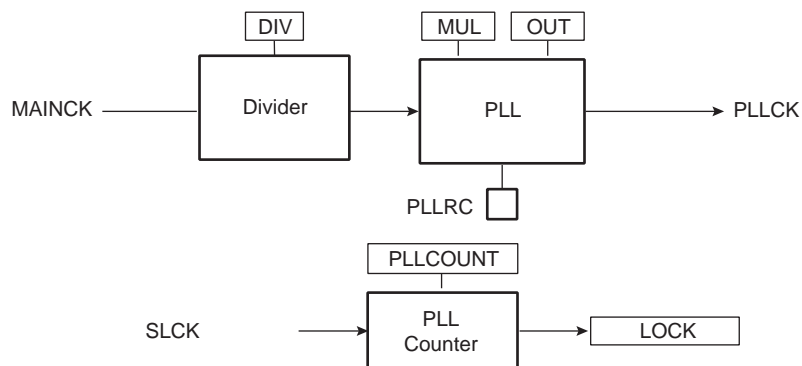 DIV
MUL
OUT
MAINCK
Divider
PLL
PLLCK
PLLRC
PLLCOUNT
SLCK
PLL
Counter
LOCK